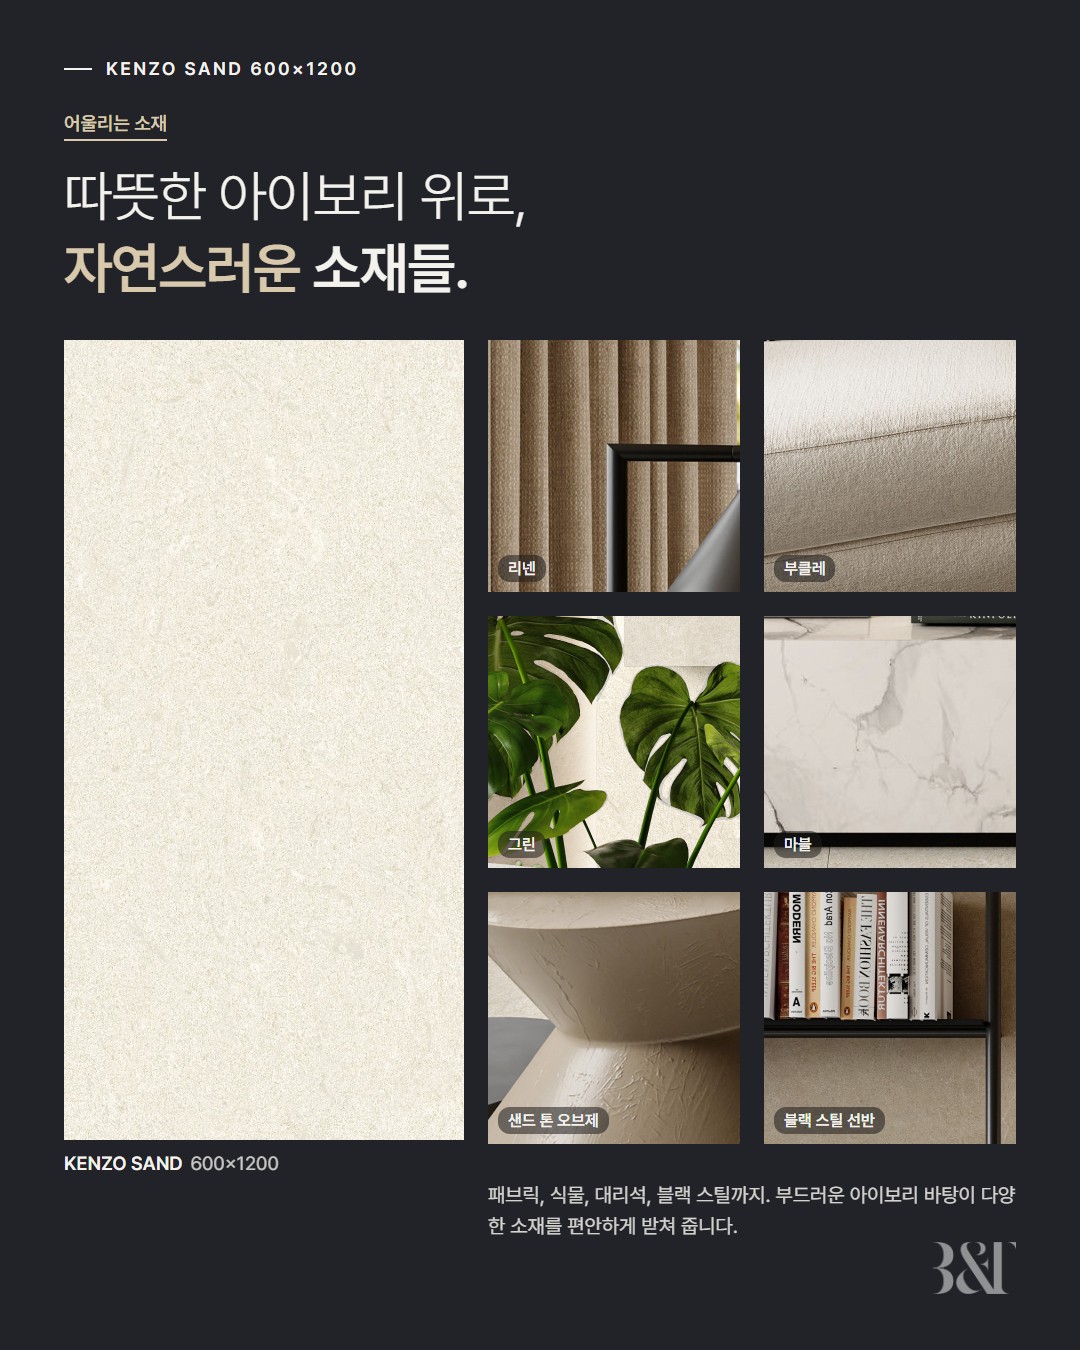 KENZO SAND 600×1200
어울리는 소재
따뜻한 아이보리 위로,
자연스러운 소재들.
리넨
부클레
그린
마블
MODERN
A
샌드 톤 오브제
블랙 스틸 선반
KENZO SAND 600×1200
패브릭, 식물, 대리석, 블랙 스틸까지. 부드러운 아이보리 바탕이 다양
한 소재를 편안하게 받쳐 줍니다.
B&T